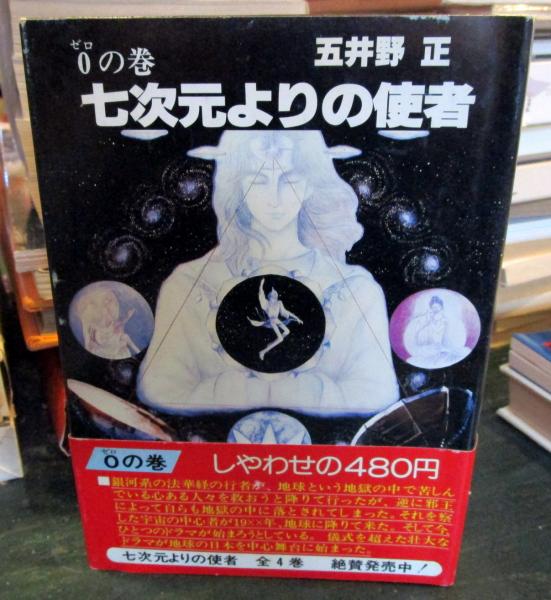 ゼロ
0の巻
五井野 正
七次元よりの使者
ゼロ
0の巻
しやわせの480円
■銀河系の法華経の行者が、地球という地獄の中で苦しん
でいる心ある人々を救おうと降りて行ったが、逆に邪王
によって自らも地獄の中に落とされてしまった。それを察
した宇宙の中心者が19××年、地球に降りて来た。そして今
ひとつのドラマが始まろうとしている。儀式を超えた壮大な
ドラマが地球の日本を中心舞台に始まった。
七次元よりの使者 全4巻 絶賛発売中!